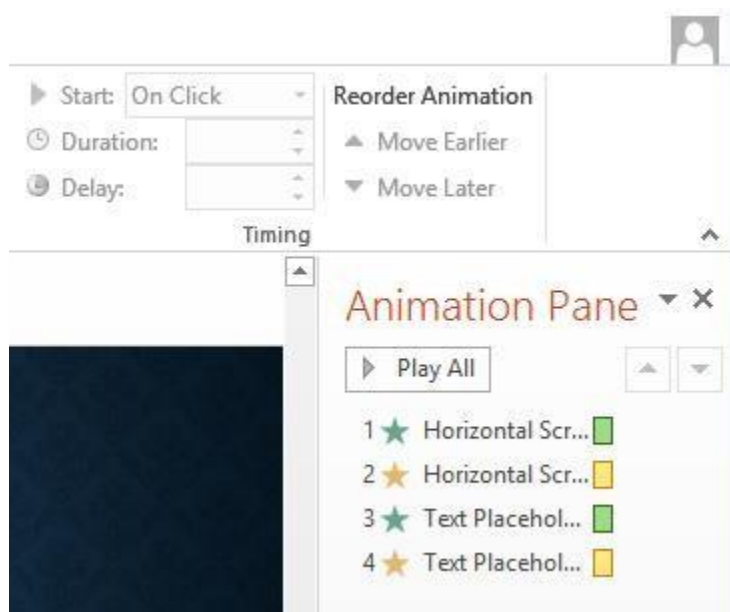 Start: On Click
Duration:
Delay:
Timing
Reorder Animation
Move Earlier
Move Later
Animation Pane
Play All
1 Horizontal Scr...
2 Horizontal Scr...
3 Text Placehol...
4 Text Placehol...